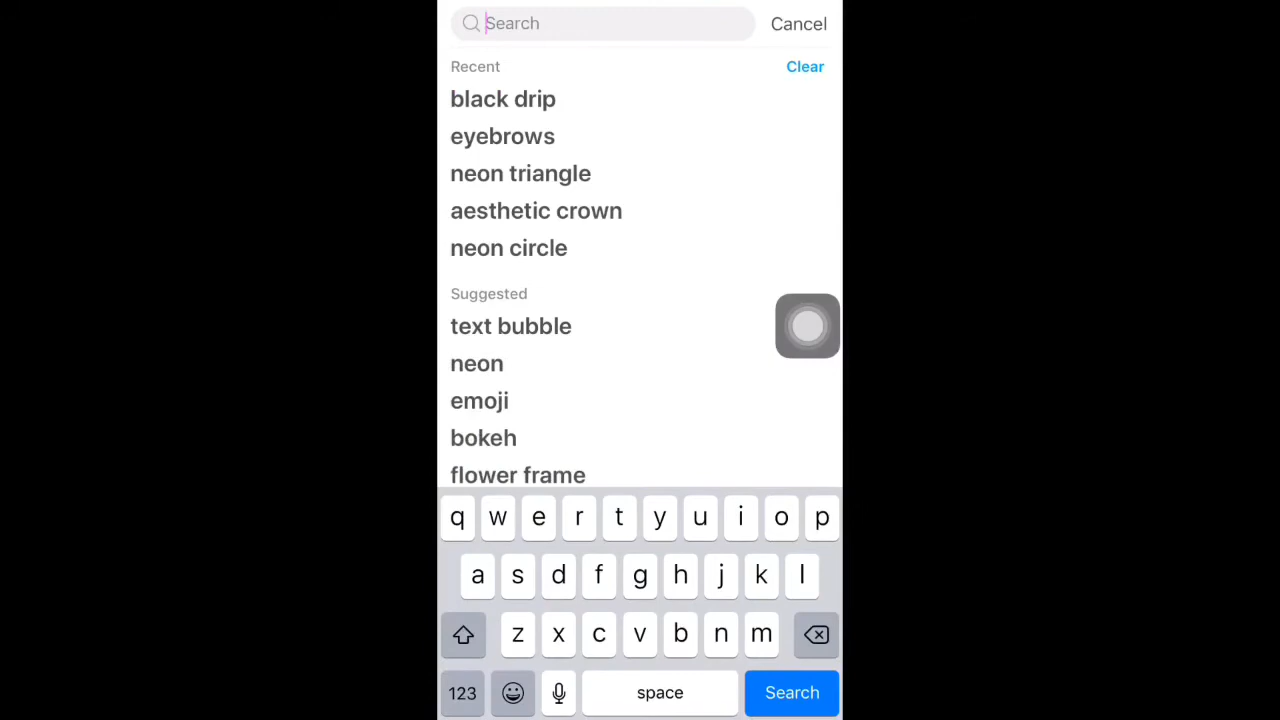 Search
Cancel
Recent
Clear
black drip
eyebrows
neon triangle
aesthetic crown
neon circle
Suggested
text bubble
neon
emoji
bokeh
flower frame
q w e r t y u i o p
a s d f g h j k l
z x c v b n m
123 space Search